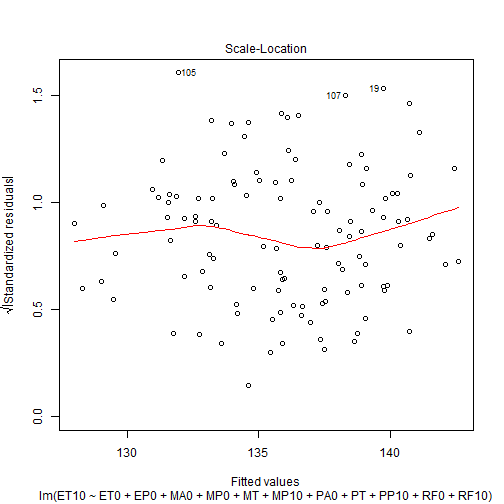 Scale-Location
√|Standardized residuals|
0.0
0.5
1.0
1.5
105
107
19
130
135
140
Fitted values
lm(ET10 ~ ET0 + EP0 + MA0 + MP0 + MT + MP10 + PA0 + PT + PP10 + RF0 + RF10)